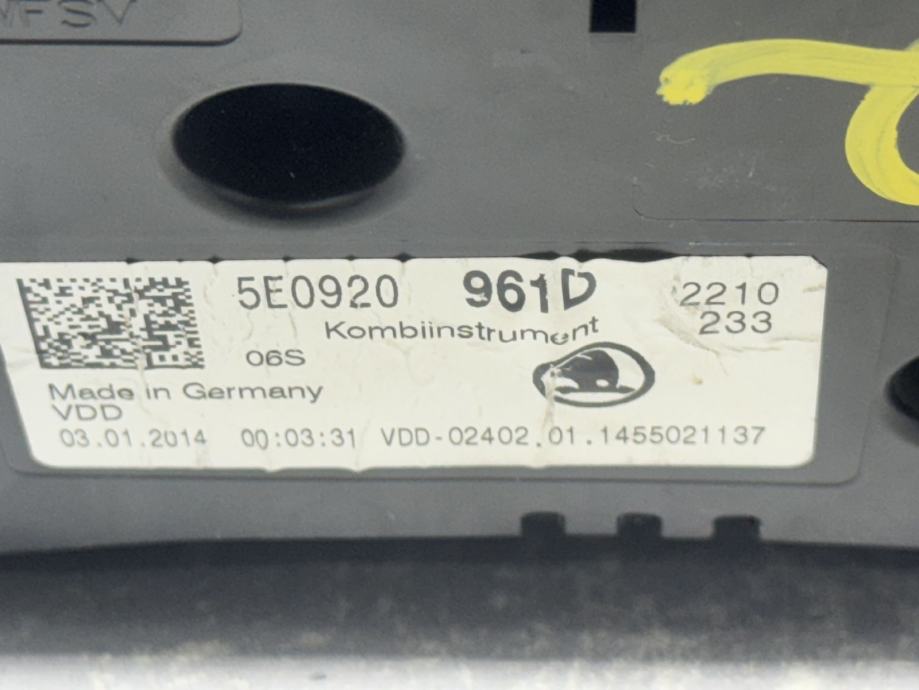 5E0920 961D 2210
Kombiinstrument 233
06S
Made in Germany
VDD
03.01.2014 00:03:31 VDD-02402.01.1455021137